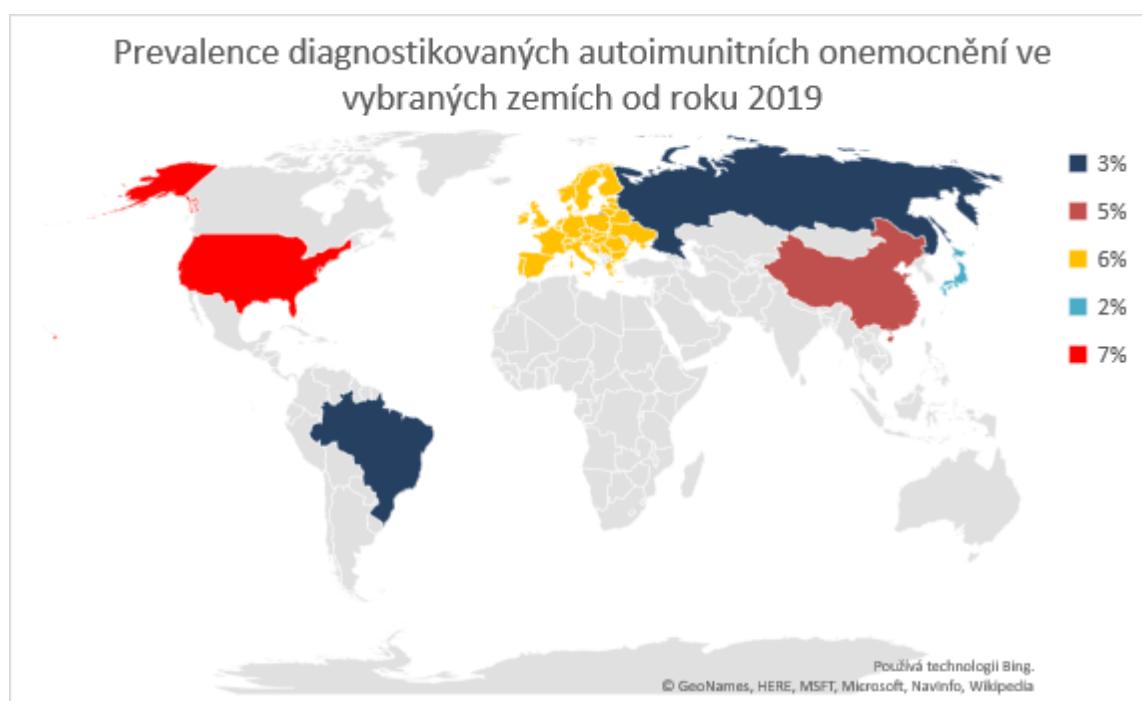 Prevalence diagnostikovaných autoimunitních onemocnění ve
vybraných zemích od roku 2019
3%
5%
6%
2%
7%
Používá technologii Bing.
© GeoNames, HERE, MSFT, Microsoft, NavInfo, Wikipedia